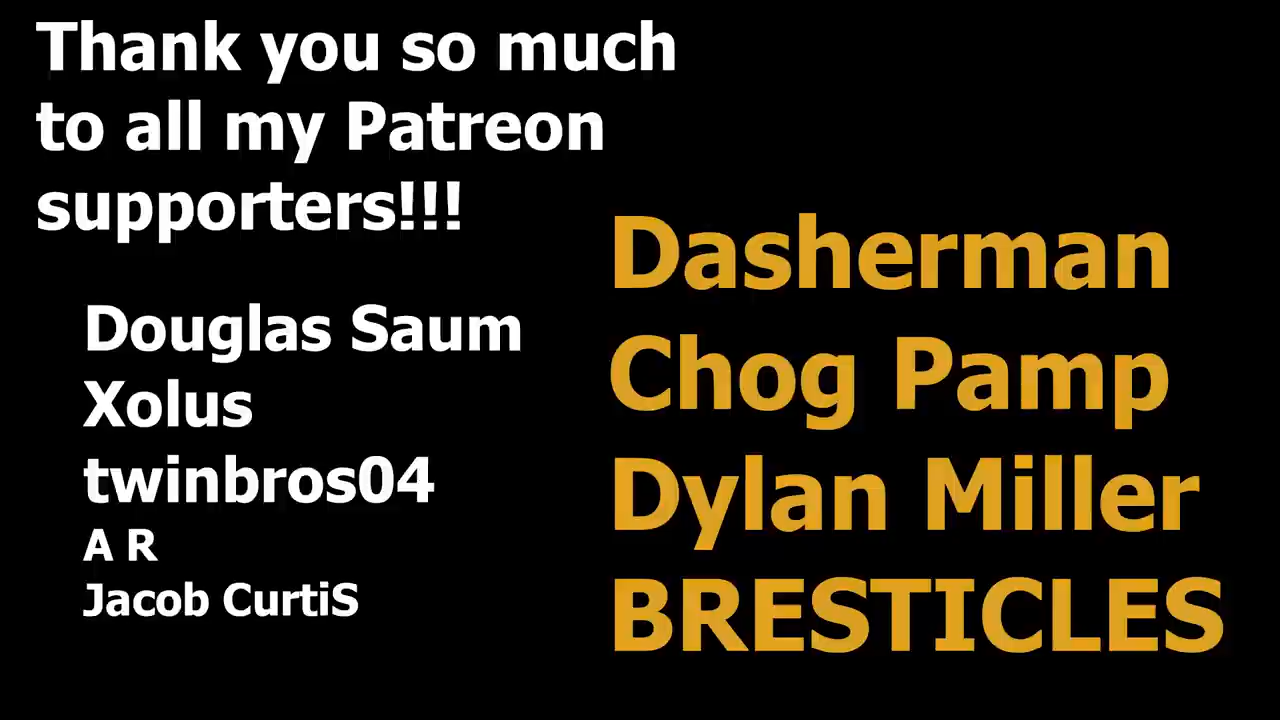 Thank you so much
to all my Patreon
supporters!!!
Douglas Saum
Xolus
twinbros04
A R
Jacob CurtiS
Dasherman
Chog Pamp
Dylan Miller
BRESTICLES